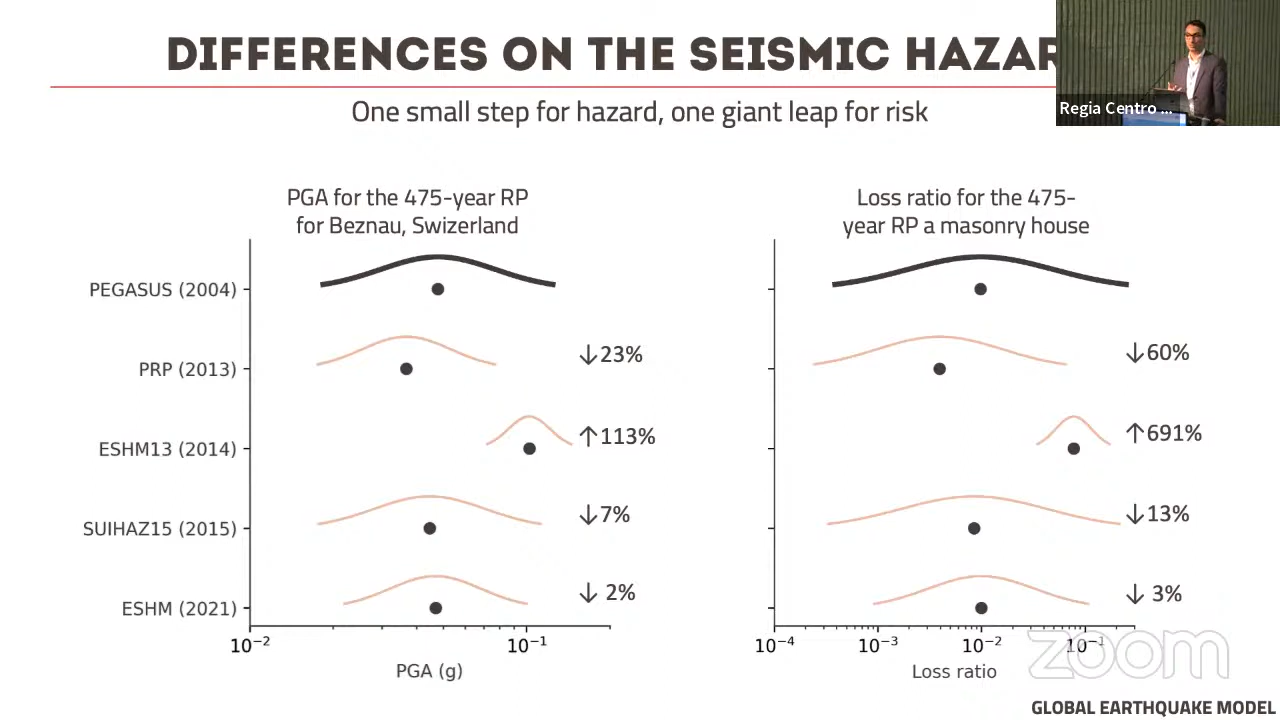 DIFFERENCES ON THE SEISMIC HAZAR
Regia Centro ...
One small step for hazard, one giant leap for risk
PGA for the 475-year RP
for Beznau, Swizerland
PEGASUS (2004)
PRP (2013)
↓23%
ESHM13 (2014)
↑113%
SUIHAZ15 (2015)
↓7%
ESHM (2021)
↓ 2%
10⁻²
10⁻¹
PGA (g)
Loss ratio for the 475-
year RP a masonry house
↓60%
↑691%
↓13%
↓ 3%
10⁻⁴
10⁻³
10⁻²
10⁻¹
Loss ratio
zoom
GLOBAL EARTHQUAKE MODEL